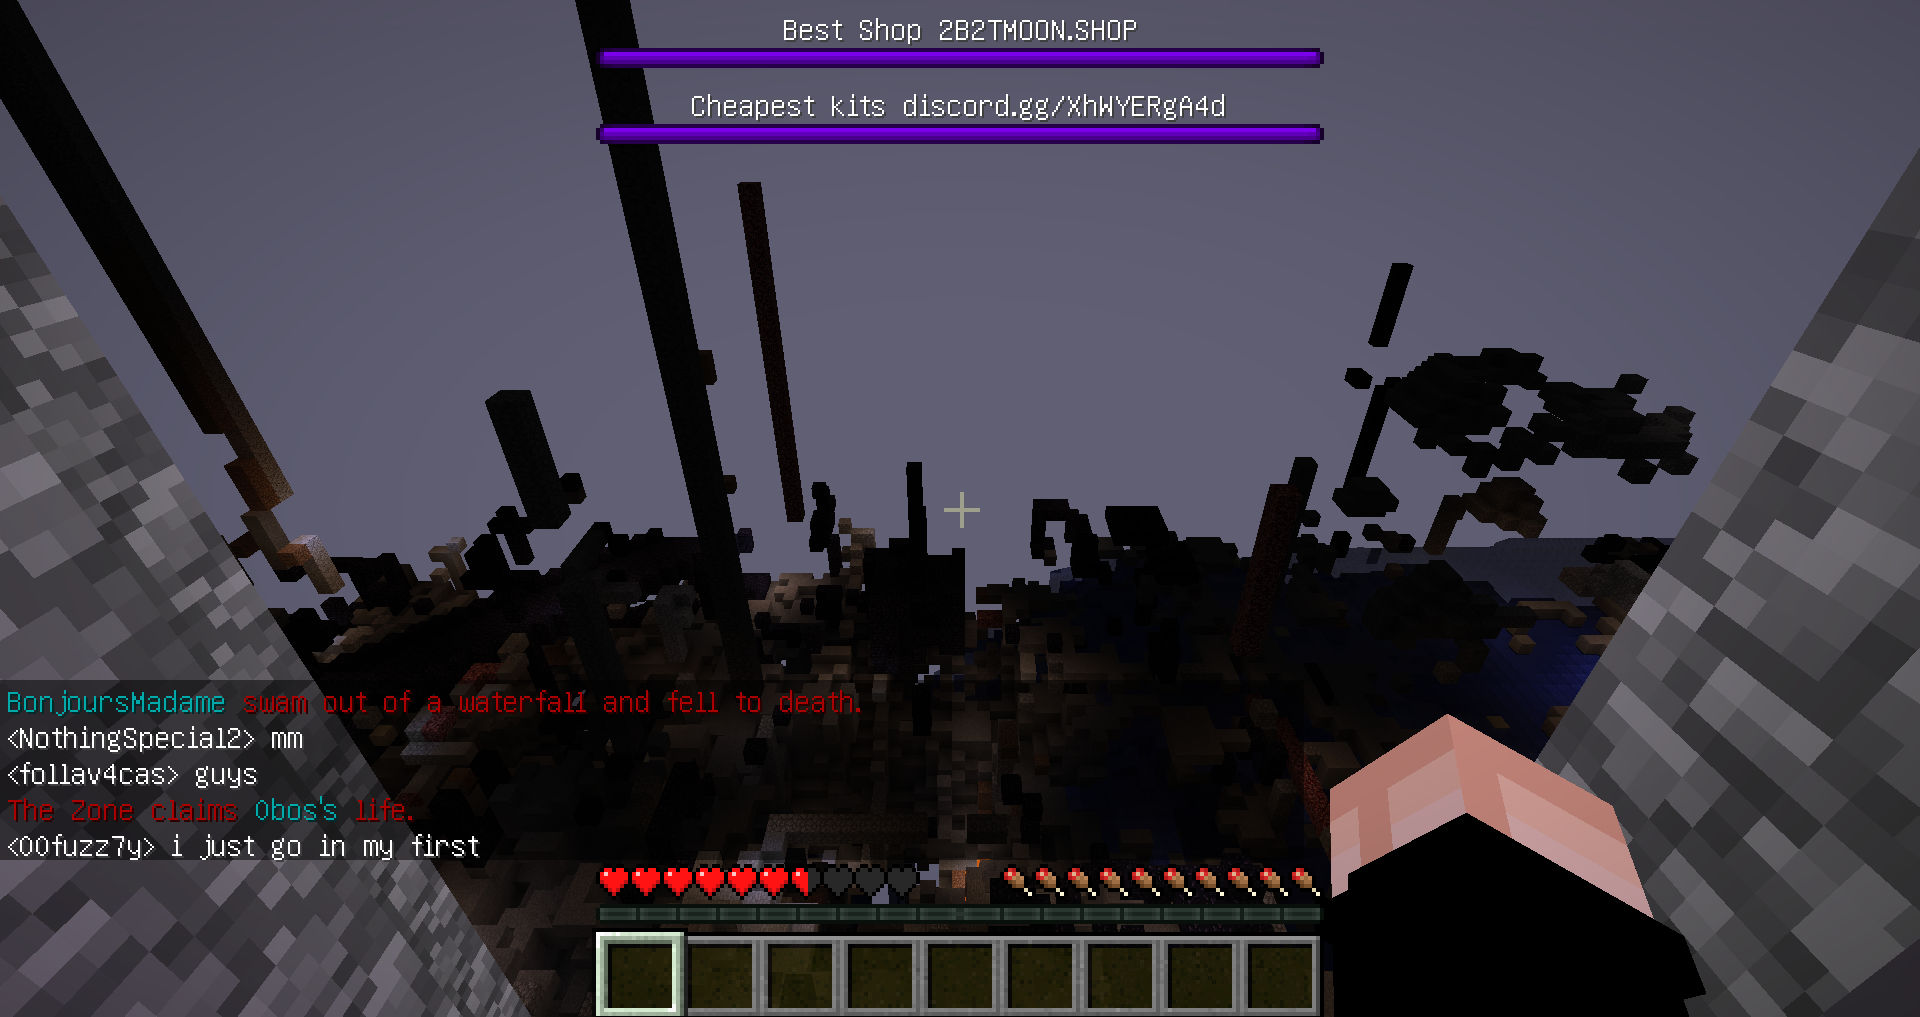 Best Shop 2B2TMOON.SHOP
Cheapest kits discord.gg/XhWYERgA4d
BonjoursMadame swam out of a waterfall and fell to death.
<NothingSpecial2> mm
<follav4cas> guys
The Zone claims Obos's life.
<00fuzz7y> i just go in my first